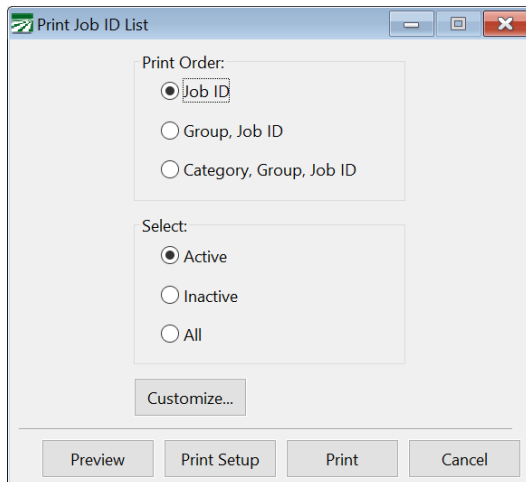 Print Job ID List
Print Order:
Job ID
Group, Job ID
Category, Group, Job ID
Select:
Active
Inactive
All
Customize...
Preview Print Setup Print Cancel